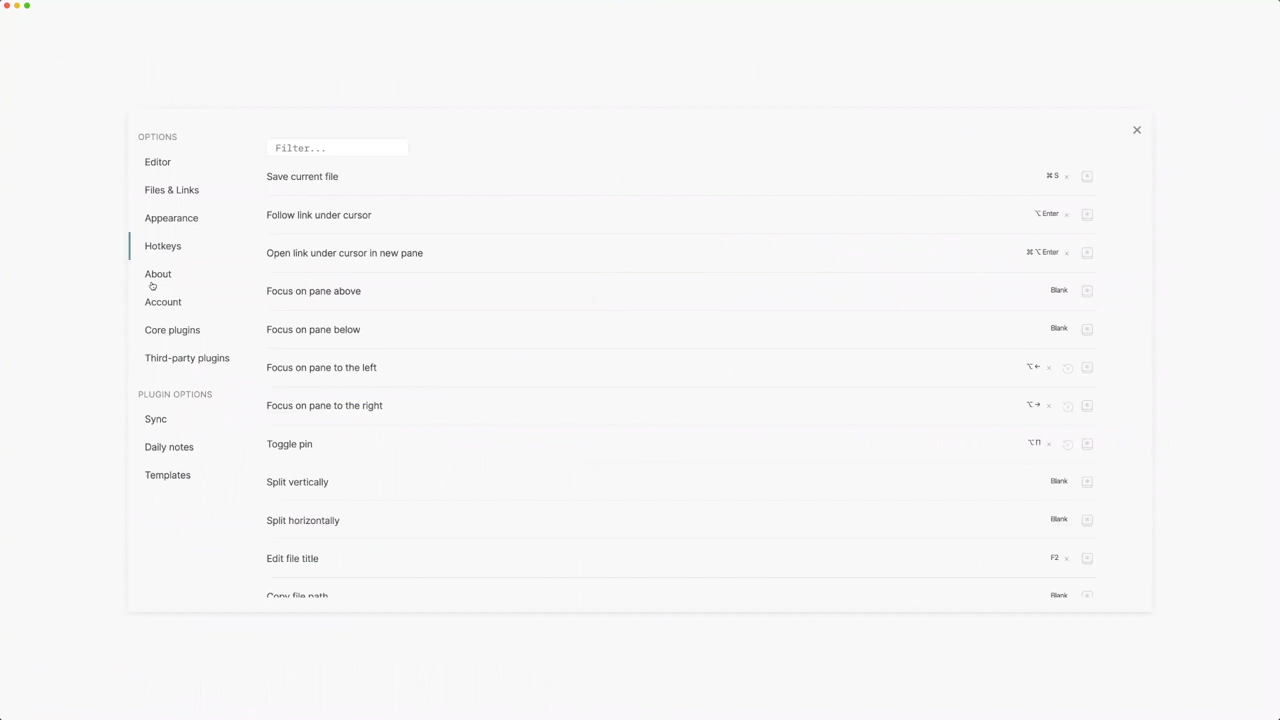 OPTIONS
Editor
Files & Links
Appearance
Hotkeys
About
Account
Core plugins
Third-party plugins
PLUGIN OPTIONS
Sync
Daily notes
Templates
Filter...
Save current file ⌘ S ×
Follow link under cursor ⌥ Enter ×
Open link under cursor in new pane ⌘ ⌥ Enter ×
Focus on pane above Blank
Focus on pane below Blank
Focus on pane to the left ⌥ ← ×
Focus on pane to the right ⌥ → ×
Toggle pin ⌥ П ×
Split vertically Blank
Split horizontally Blank
Edit file title F2 ×
Copy file path Blank